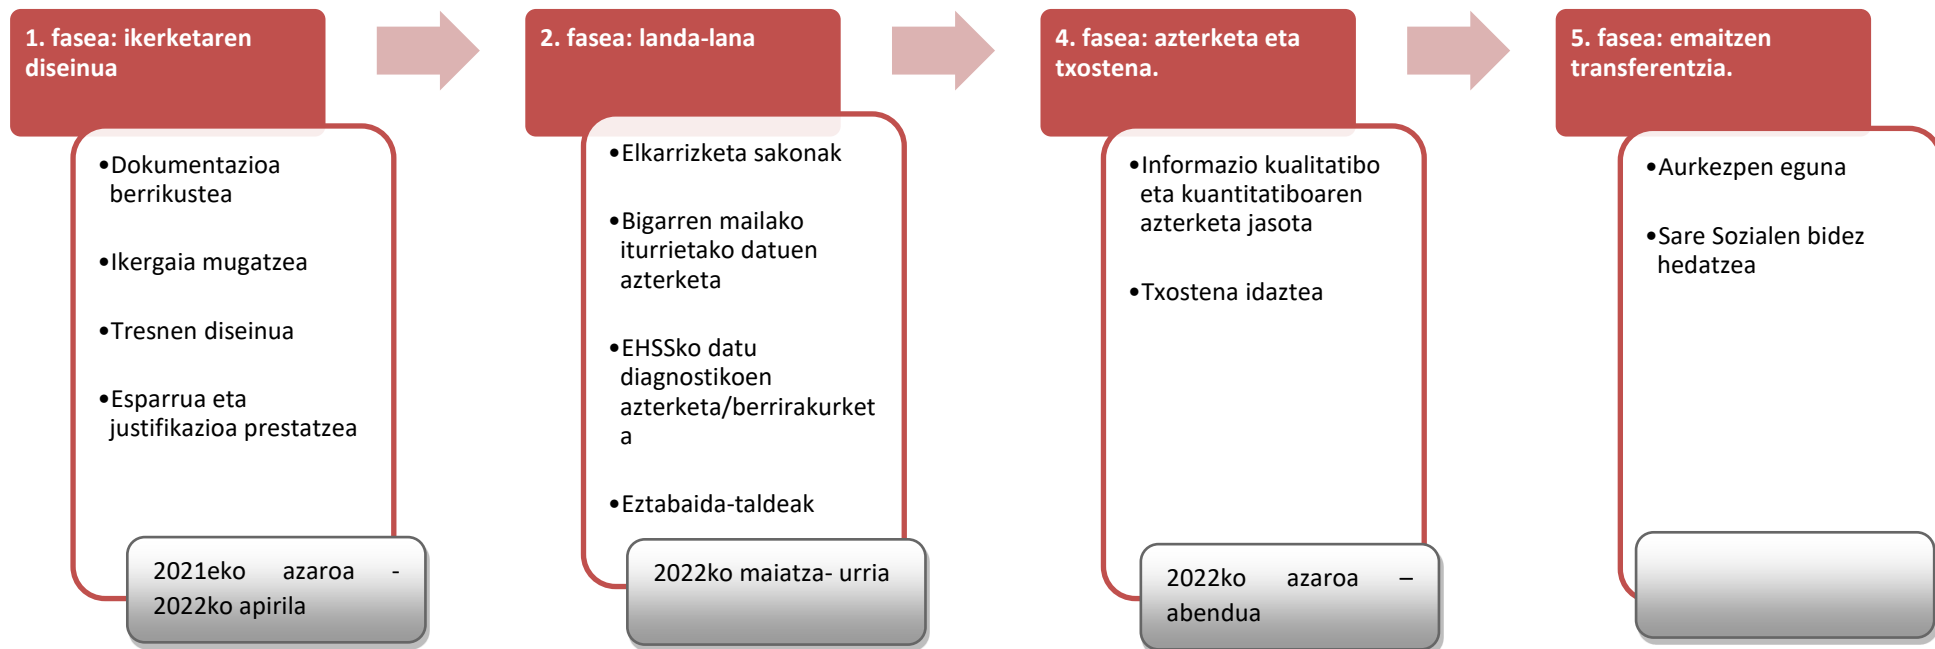 1. fasea: ikerketaren
diseinua
•Dokumentazioa
berrikustea
•Ikergaia mugatzea
•Tresnen diseinua
•Esparrua eta
justifikazioa prestatzea
2021eko azaroa -
2022ko apirila
2. fasea: landa-lana
•Elkarrizketa sakonak
•Bigarren mailako
iturrietako datuen
azterketa
•EHSSko datu
diagnostikoen
azterketa/berrirakurket
a
•Eztabaida-taldeak
2022ko maiatza- urria
4. fasea: azterketa eta
txostena.
•Informazio kualitatibo
eta kuantitatiboaren
azterketa jasota
•Txostena idaztea
2022ko azaroa –
abendua
5. fasea: emaitzen
transferentzia.
•Aurkezpen eguna
•Sare Sozialen bidez
hedatzea